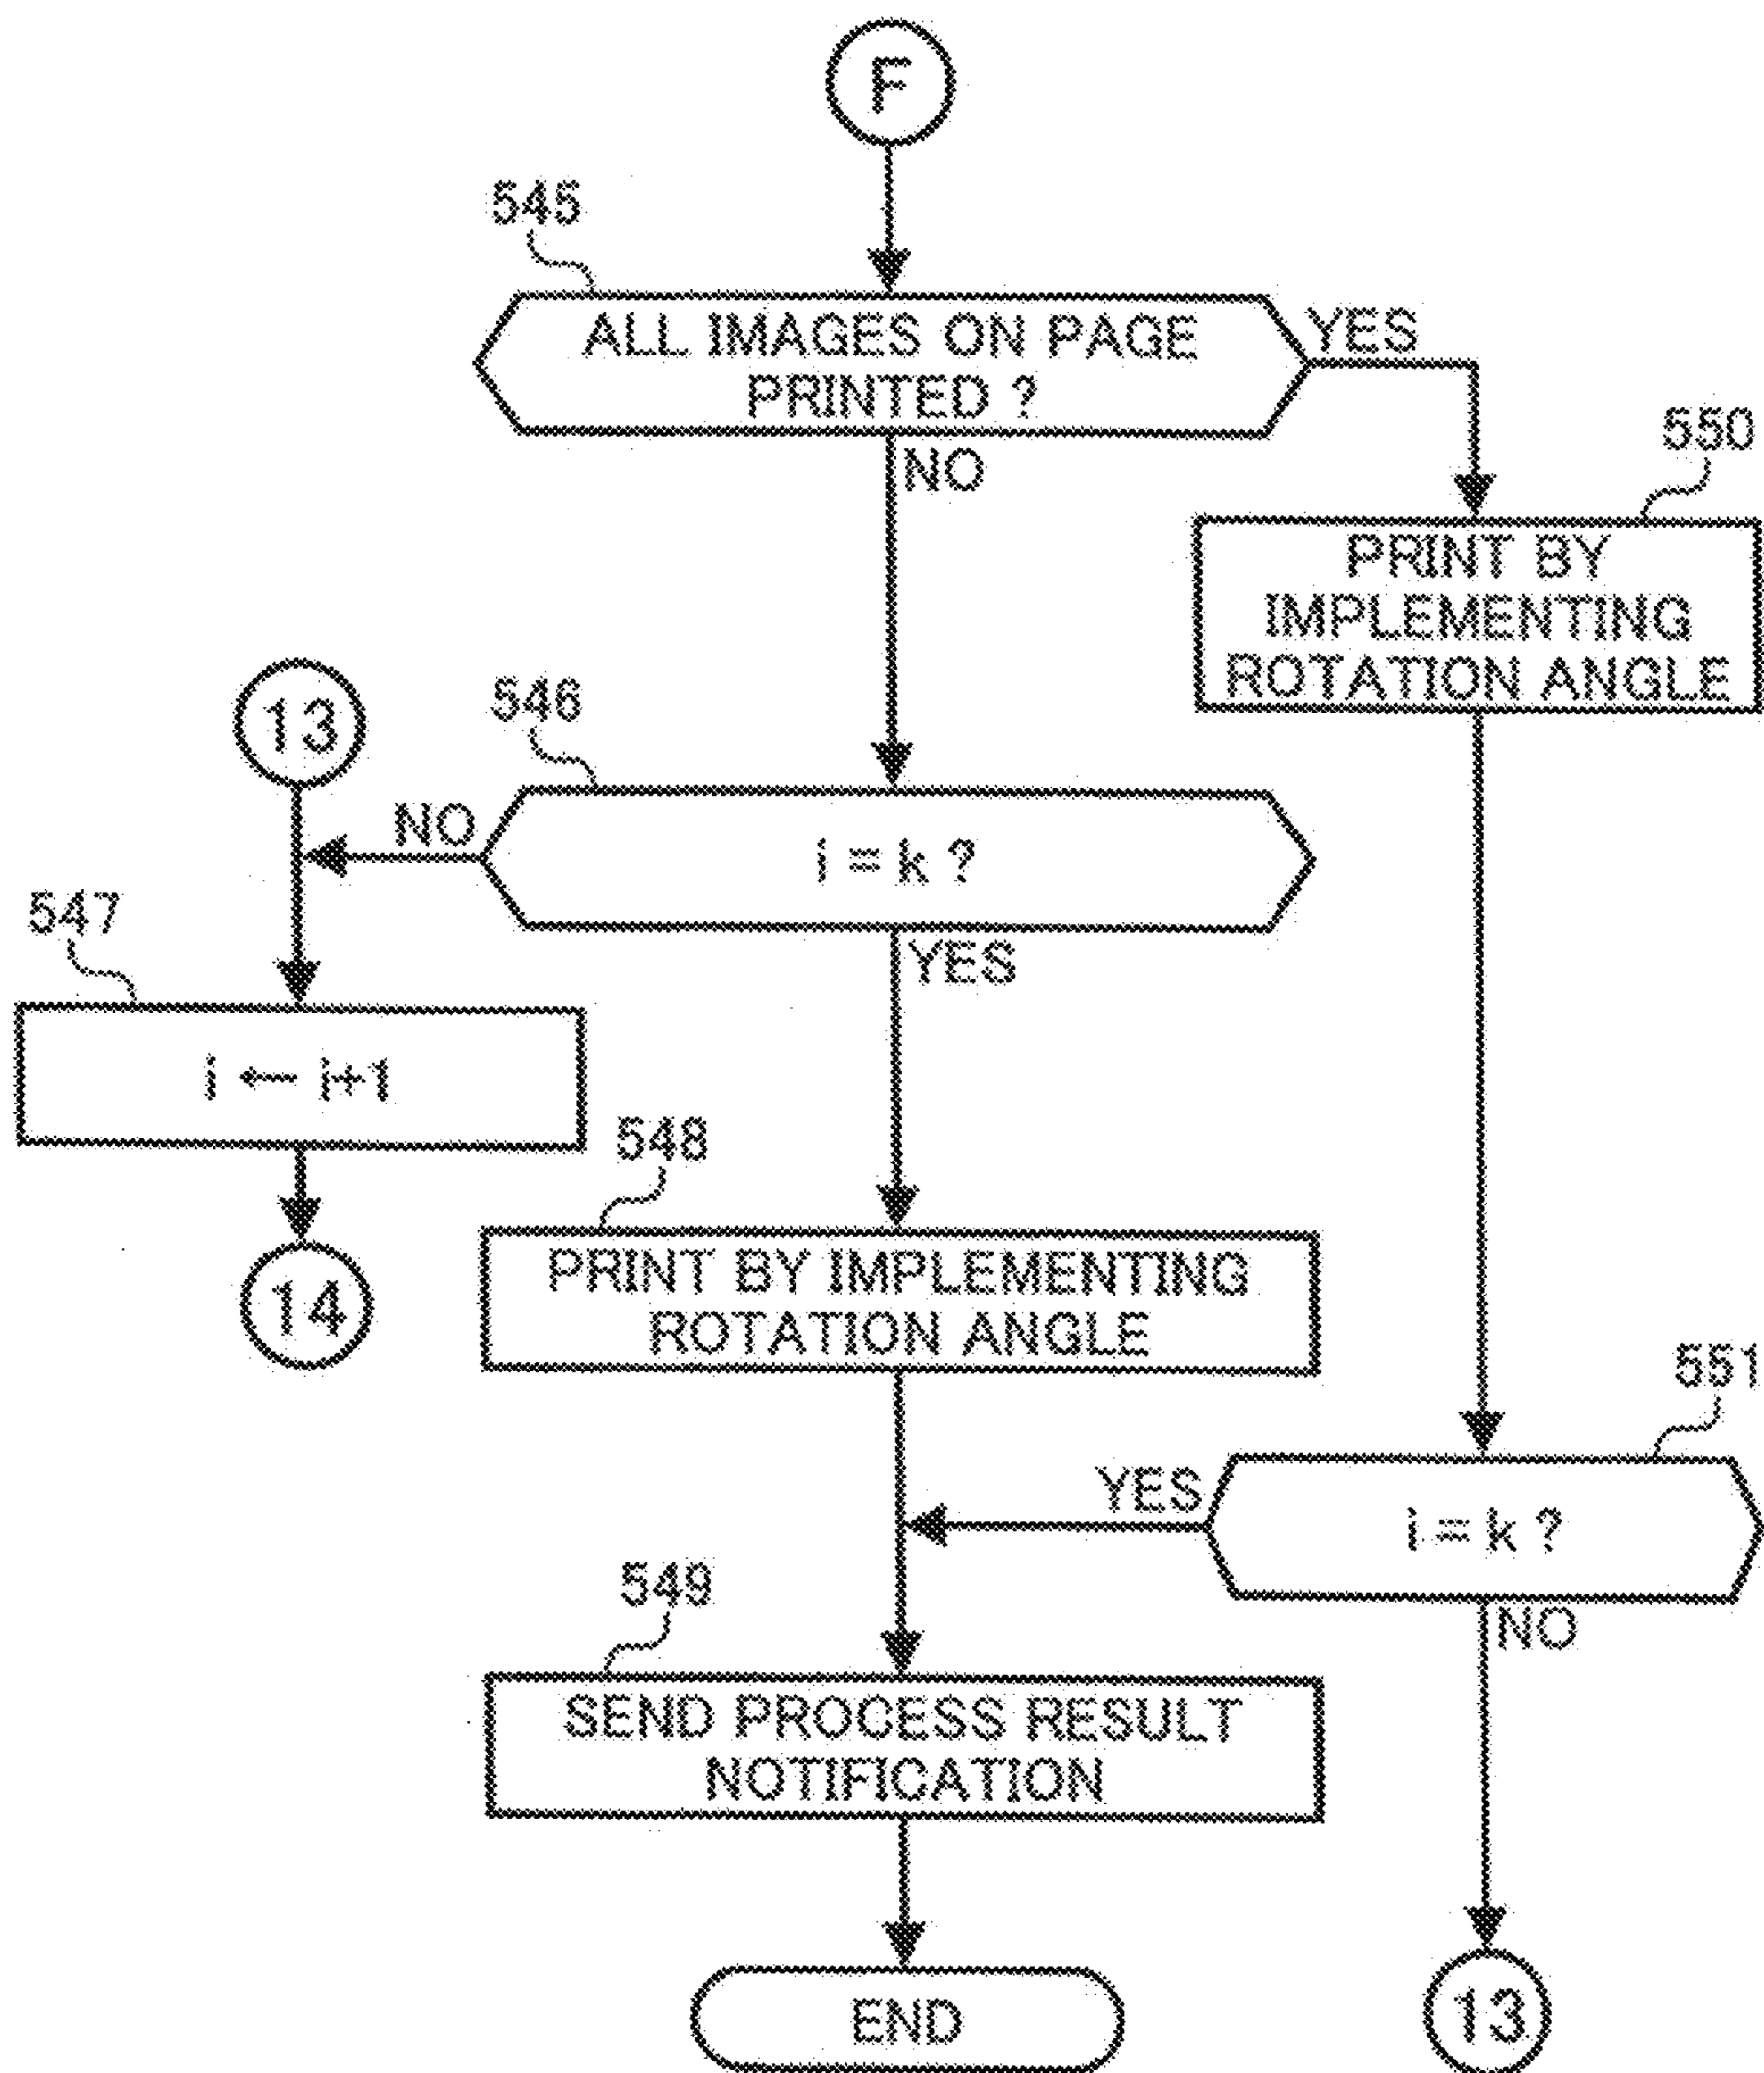 F
545
ALL IMAGES ON PAGE
PRINTED ?
YES
NO
550
PRINT BY
IMPLEMENTING
ROTATION ANGLE
13
546
NO
i = k ?
YES
547
i ← i+1
14
548
PRINT BY IMPLEMENTING
ROTATION ANGLE
551
YES
i = k ?
NO
549
SEND PROCESS RESULT
NOTIFICATION
END
13